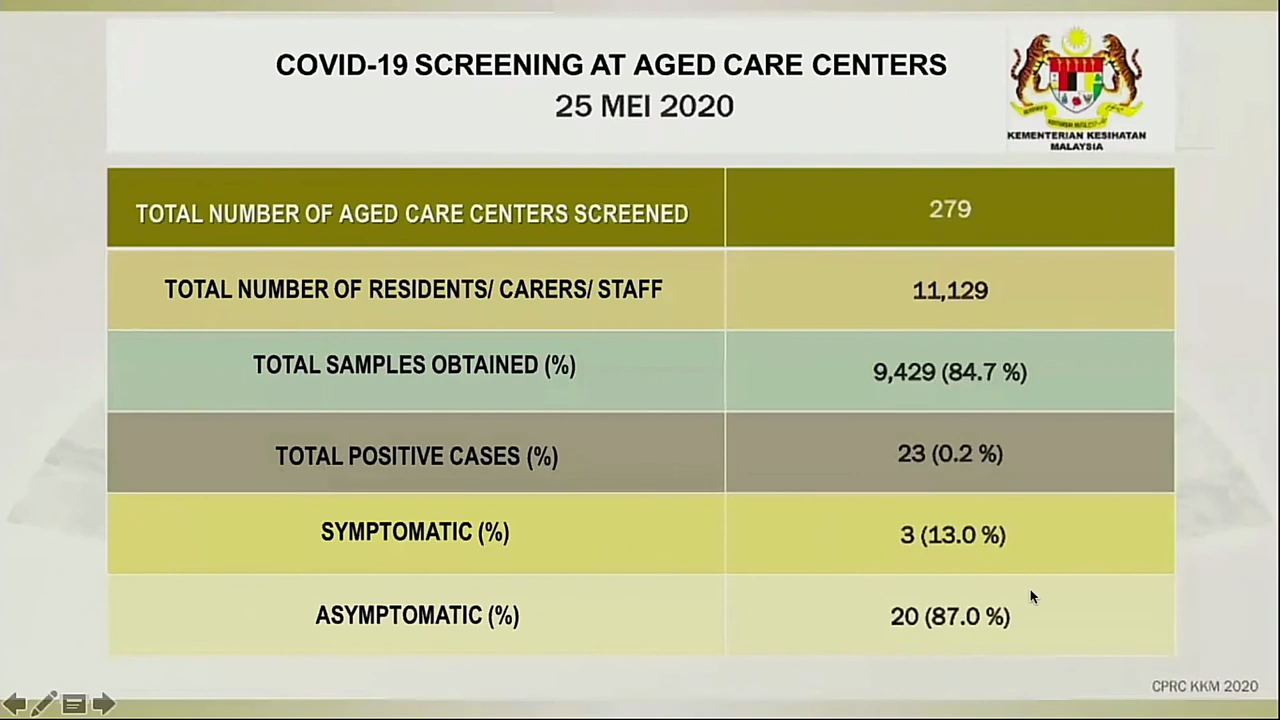 COVID-19 SCREENING AT AGED CARE CENTERS
25 MEI 2020
KEMENTERIAN KESIHATAN
MALAYSIA
TOTAL NUMBER OF AGED CARE CENTERS SCREENED
279
TOTAL NUMBER OF RESIDENTS/ CARERS/ STAFF
11,129
TOTAL SAMPLES OBTAINED (%)
9,429 (84.7 %)
TOTAL POSITIVE CASES (%)
23 (0.2 %)
SYMPTOMATIC (%)
3 (13.0 %)
ASYMPTOMATIC (%)
20 (87.0 %)
CPRC KKM 2020